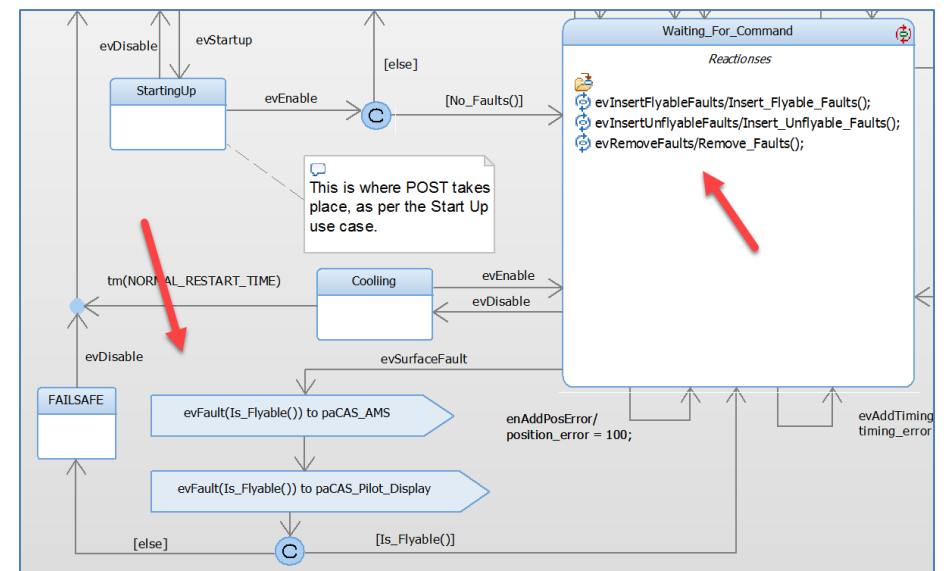 evDisable
evStartup
[else]
StartingUp
evEnable
C
[No_Faults()]
Waiting_For_Command
Reactionses
evInsertFlyableFaults/Insert_Flyable_Faults();
evInsertUnflyableFaults/Insert_Unflyable_Faults();
evRemoveFaults/Remove_Faults();
This is where POST takes
place, as per the Start Up
use case.
tm(NORMAL_RESTART_TIME)
Cooliing
evEnable
evDisable
evDisable
evSurfaceFault
FAILSAFE
evFault(Is_Flyable()) to paCAS_AMS
enAddPosError/
position_error = 100;
evAddTiming
timing_error
evFault(Is_Flyable()) to paCAS_Pilot_Display
[else]
C
[Is_Flyable()]